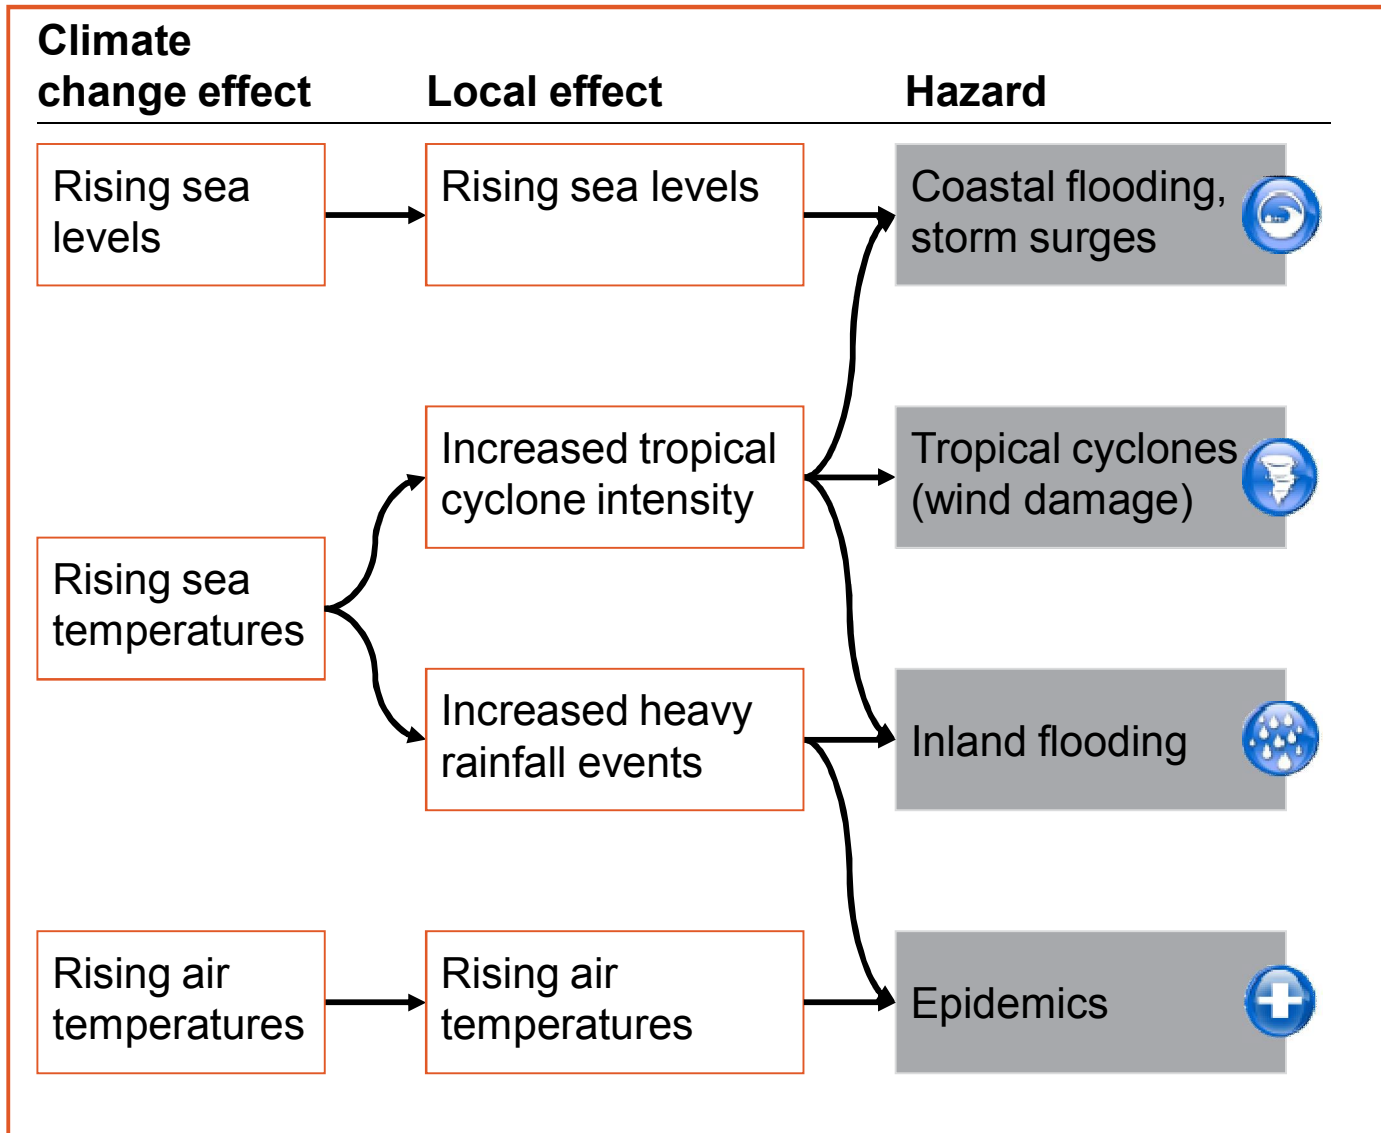 Climate
change effect
Local effect
Hazard
Rising sea
levels
Rising sea levels
Coastal flooding,
storm surges
Increased tropical
cyclone intensity
Tropical cyclones
(wind damage)
Rising sea
temperatures
Increased heavy
rainfall events
Inland flooding
Rising air
temperatures
Rising air
temperatures
Epidemics